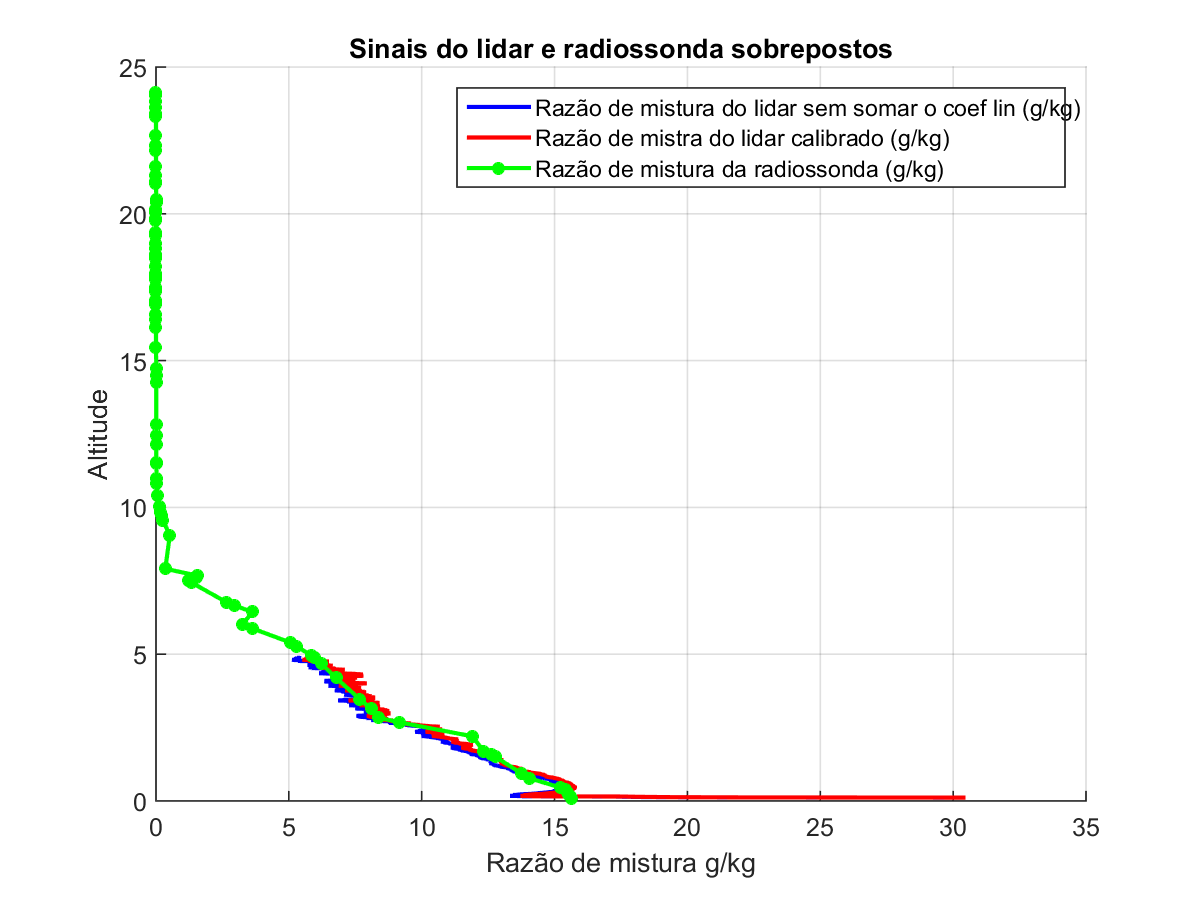 Sinais do lidar e radiossonda sobrepostos
25
Razão de mistura do lidar sem somar o coef lin (g/kg)
Razão de mistra do lidar calibrado (g/kg)
Razão de mistura da radiossonda (g/kg)
20
15
Altitude
10
5
0
0 5 10 15 20 25 30 35
Razão de mistura g/kg